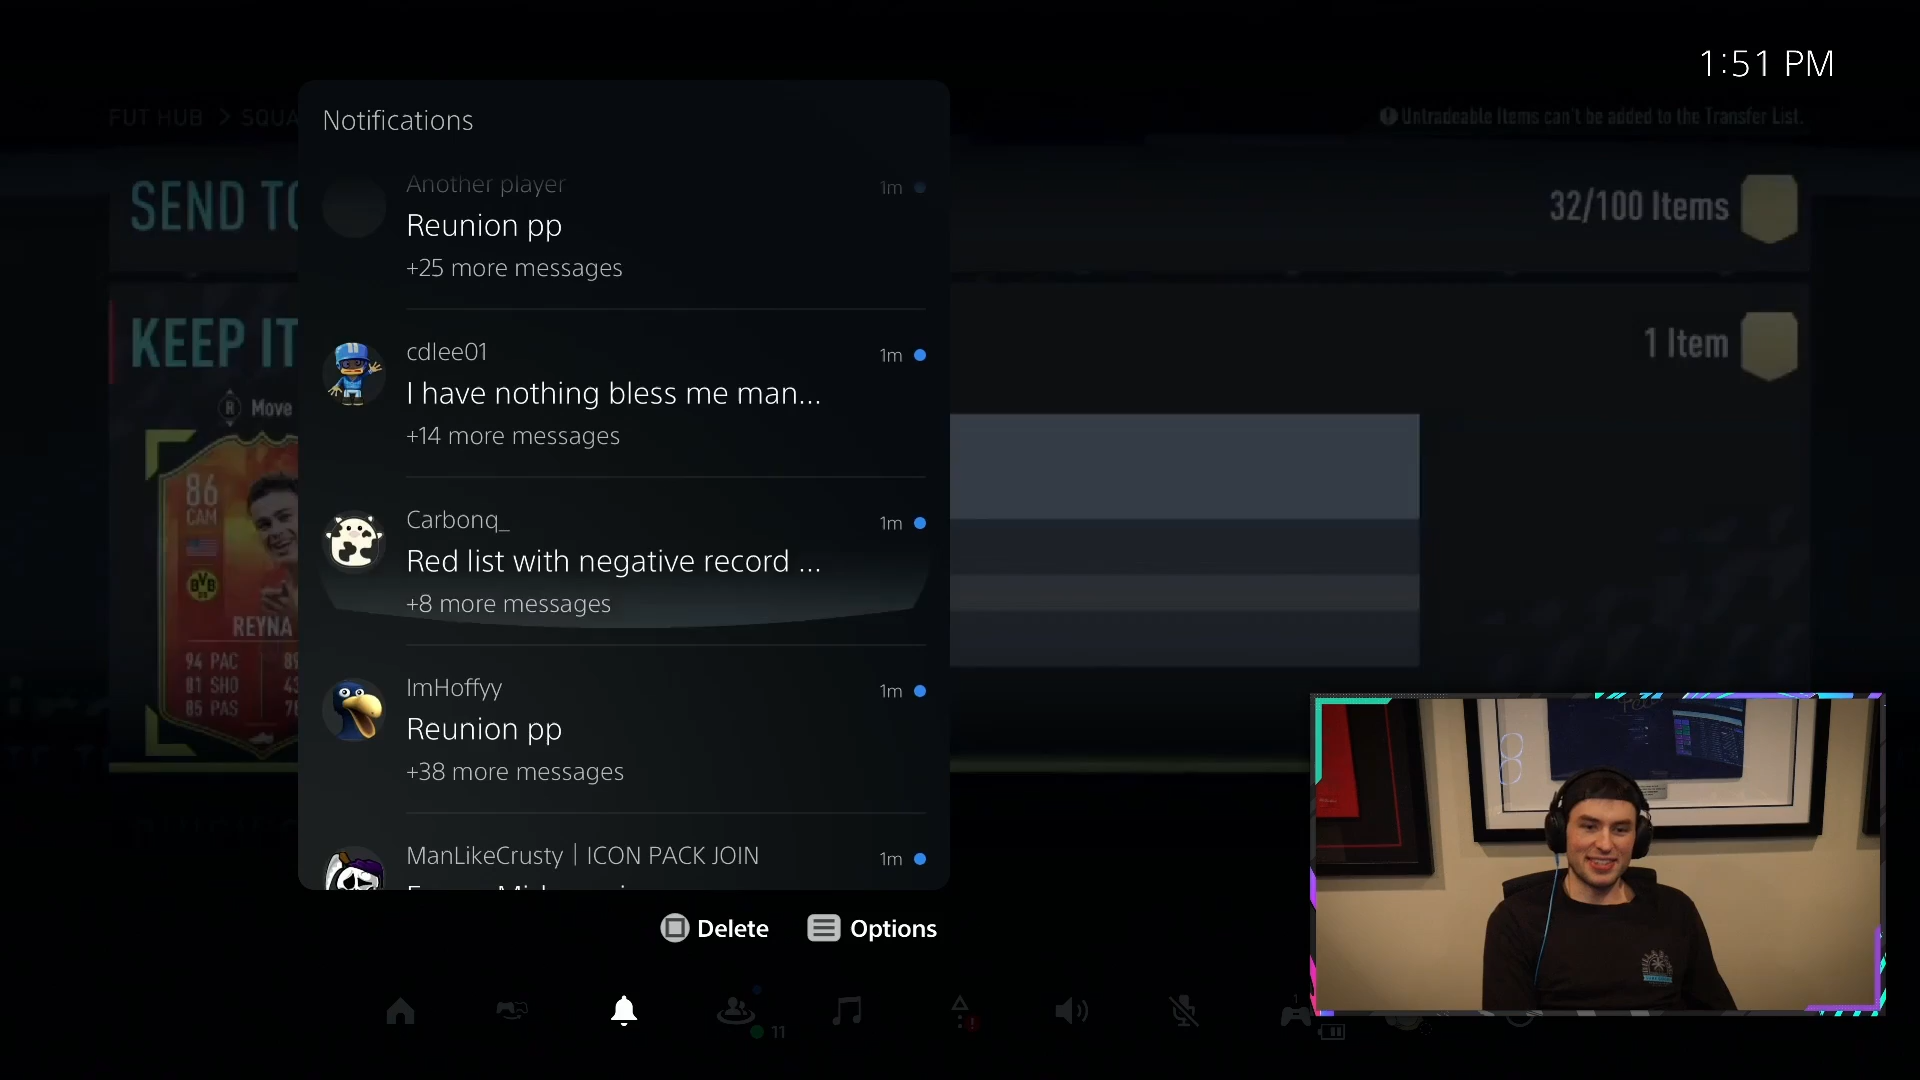 1:51 PM
FUT HUB > SQUA
Untradeable Items can't be added to the Transfer List.
Notifications
SEND TO
32/100 Items
Another player
1m
Reunion pp
+25 more messages
KEEP IT
1 Item
cdlee01
1m
I have nothing bless me man...
+14 more messages
R Move
86
CAM
REYNA
94 PAC
81 SHO
85 PAS
Carbonq_
1m
Red list with negative record ...
+8 more messages
ImHoffyy
1m
Reunion pp
+38 more messages
ManLikeCrusty | ICON PACK JOIN
1m
Delete
Options
11
1